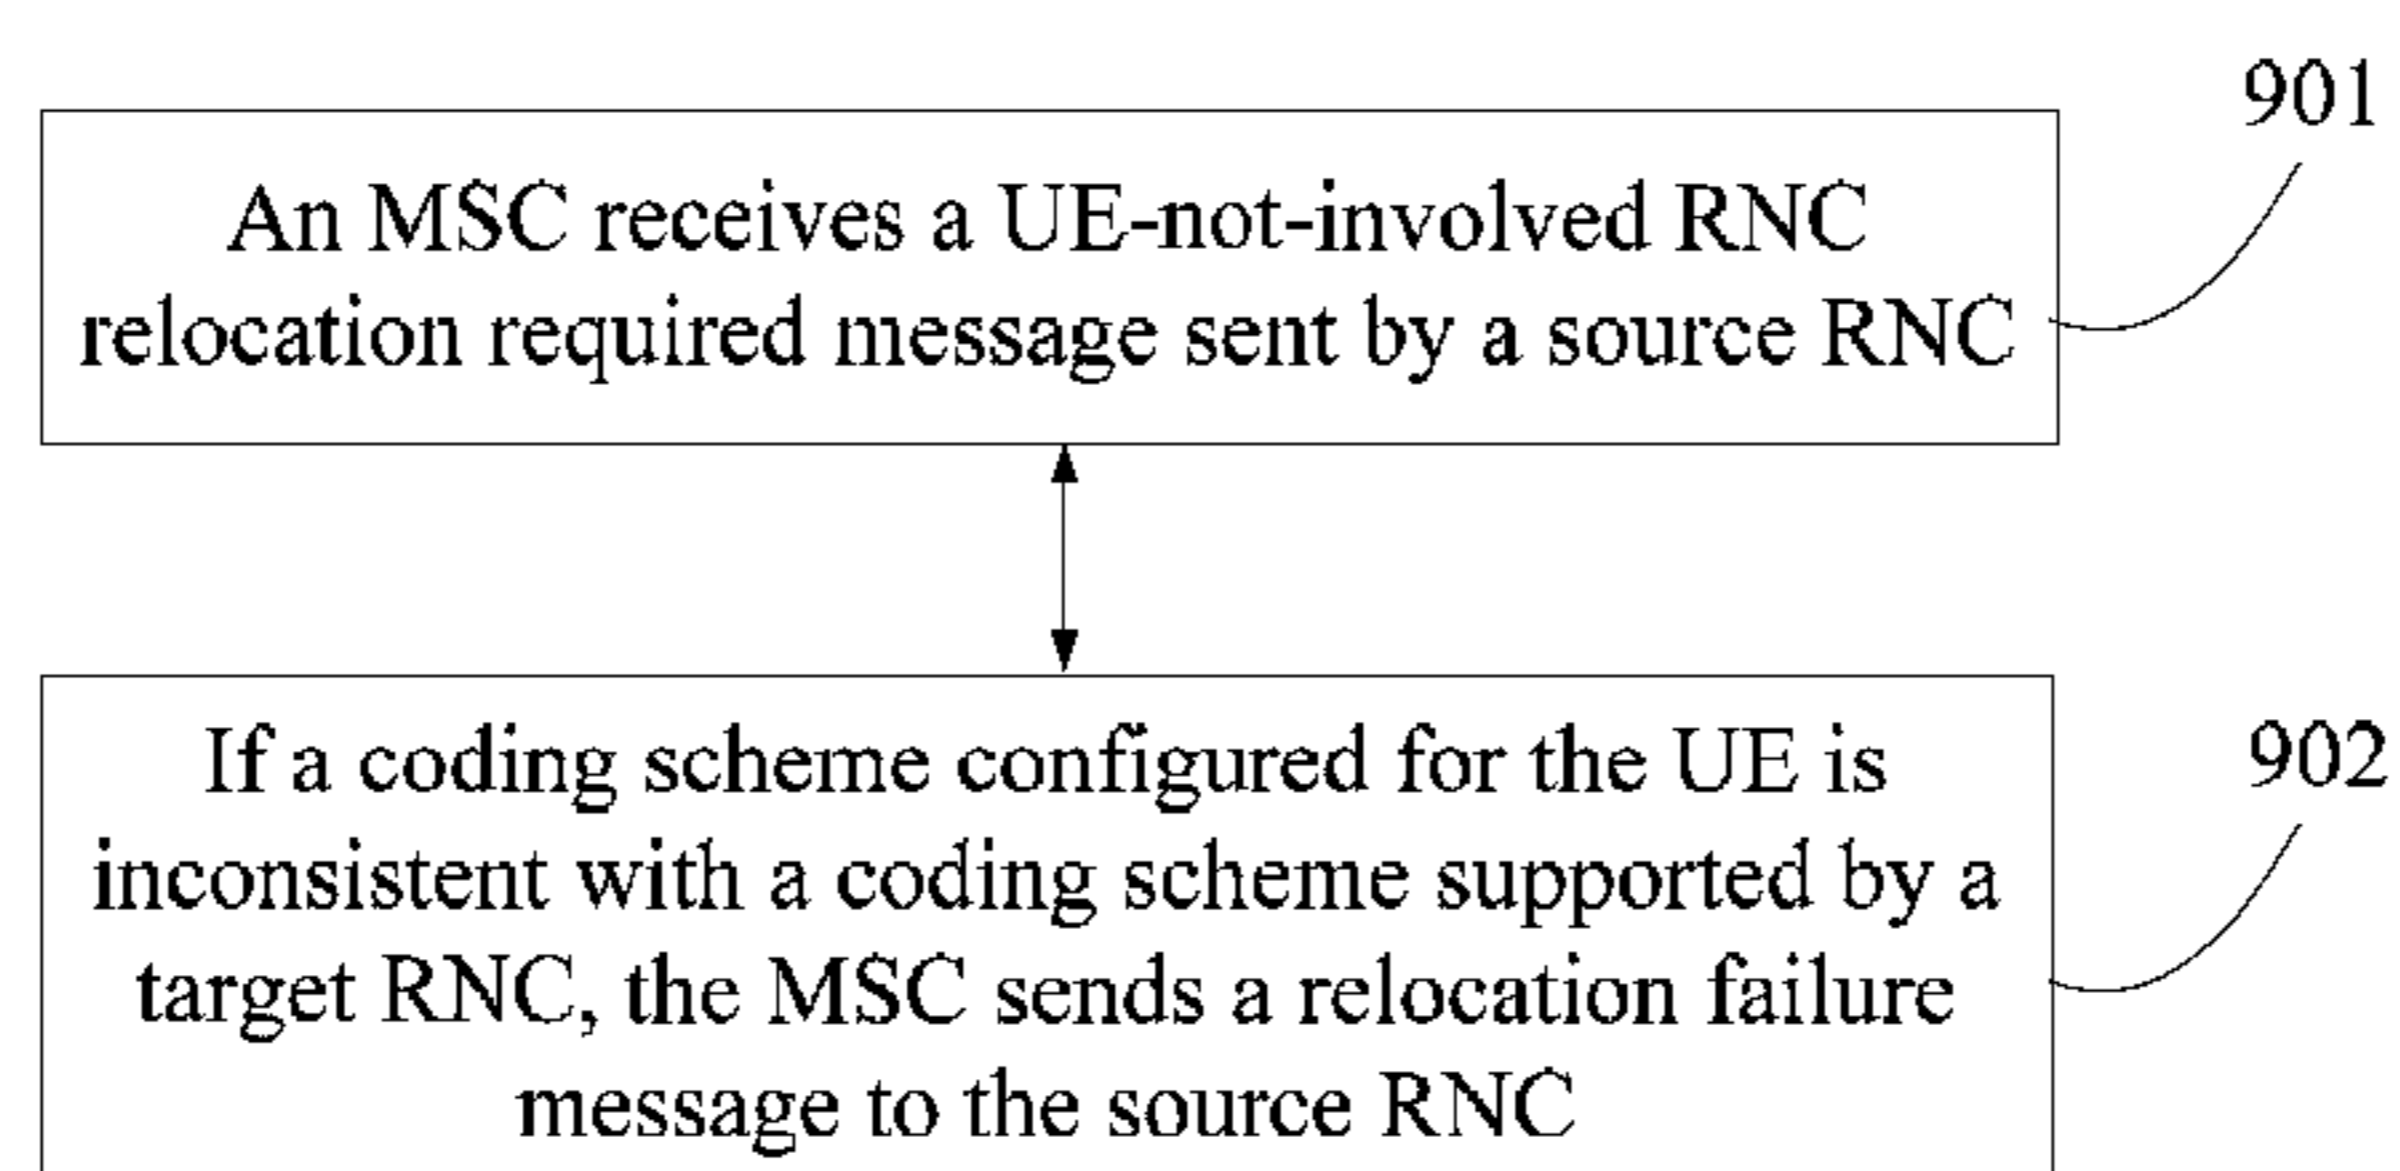 901
An MSC receives a UE-not-involved RNC
relocation required message sent by a source RNC
902
If a coding scheme configured for the UE is
inconsistent with a coding scheme supported by a
target RNC, the MSC sends a relocation failure
message to the source RNC